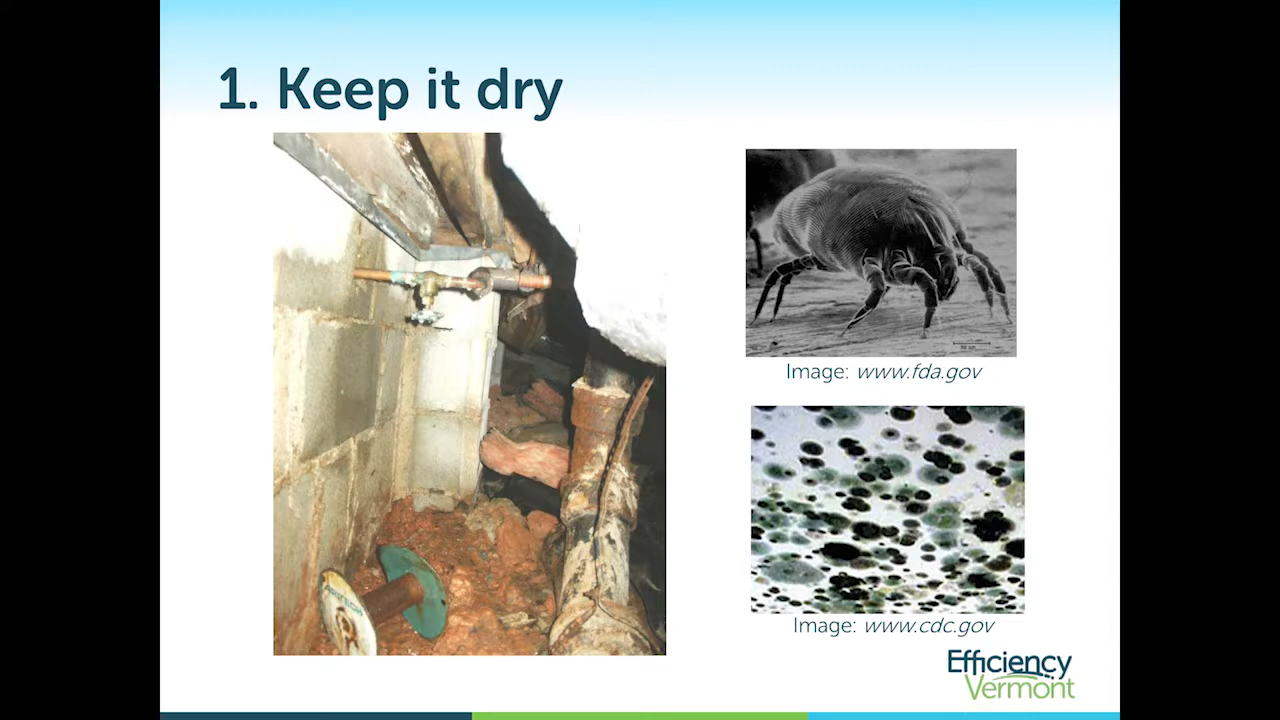 1. Keep it dry
Image: www.fda.gov
Image: www.cdc.gov
Efficiency
Vermont